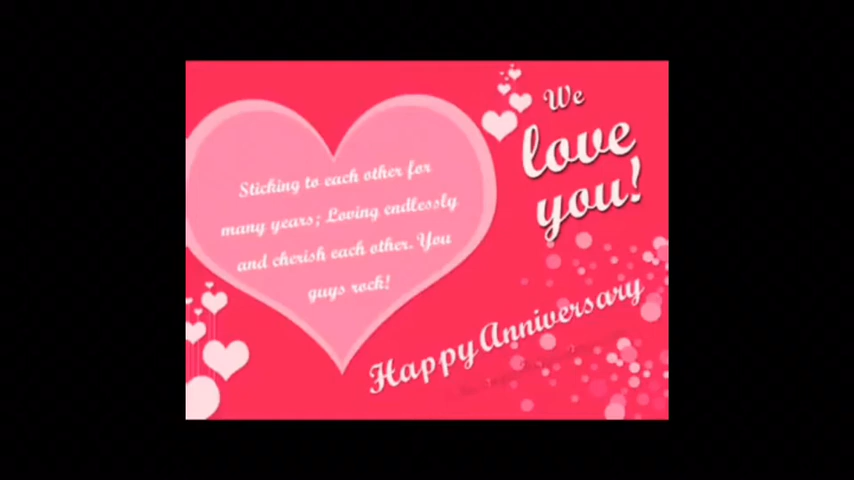 Sticking to each other for
many years; Loving endlessly
and cherish each other. You
guys rock!
We
love
you!
Happy Anniversary